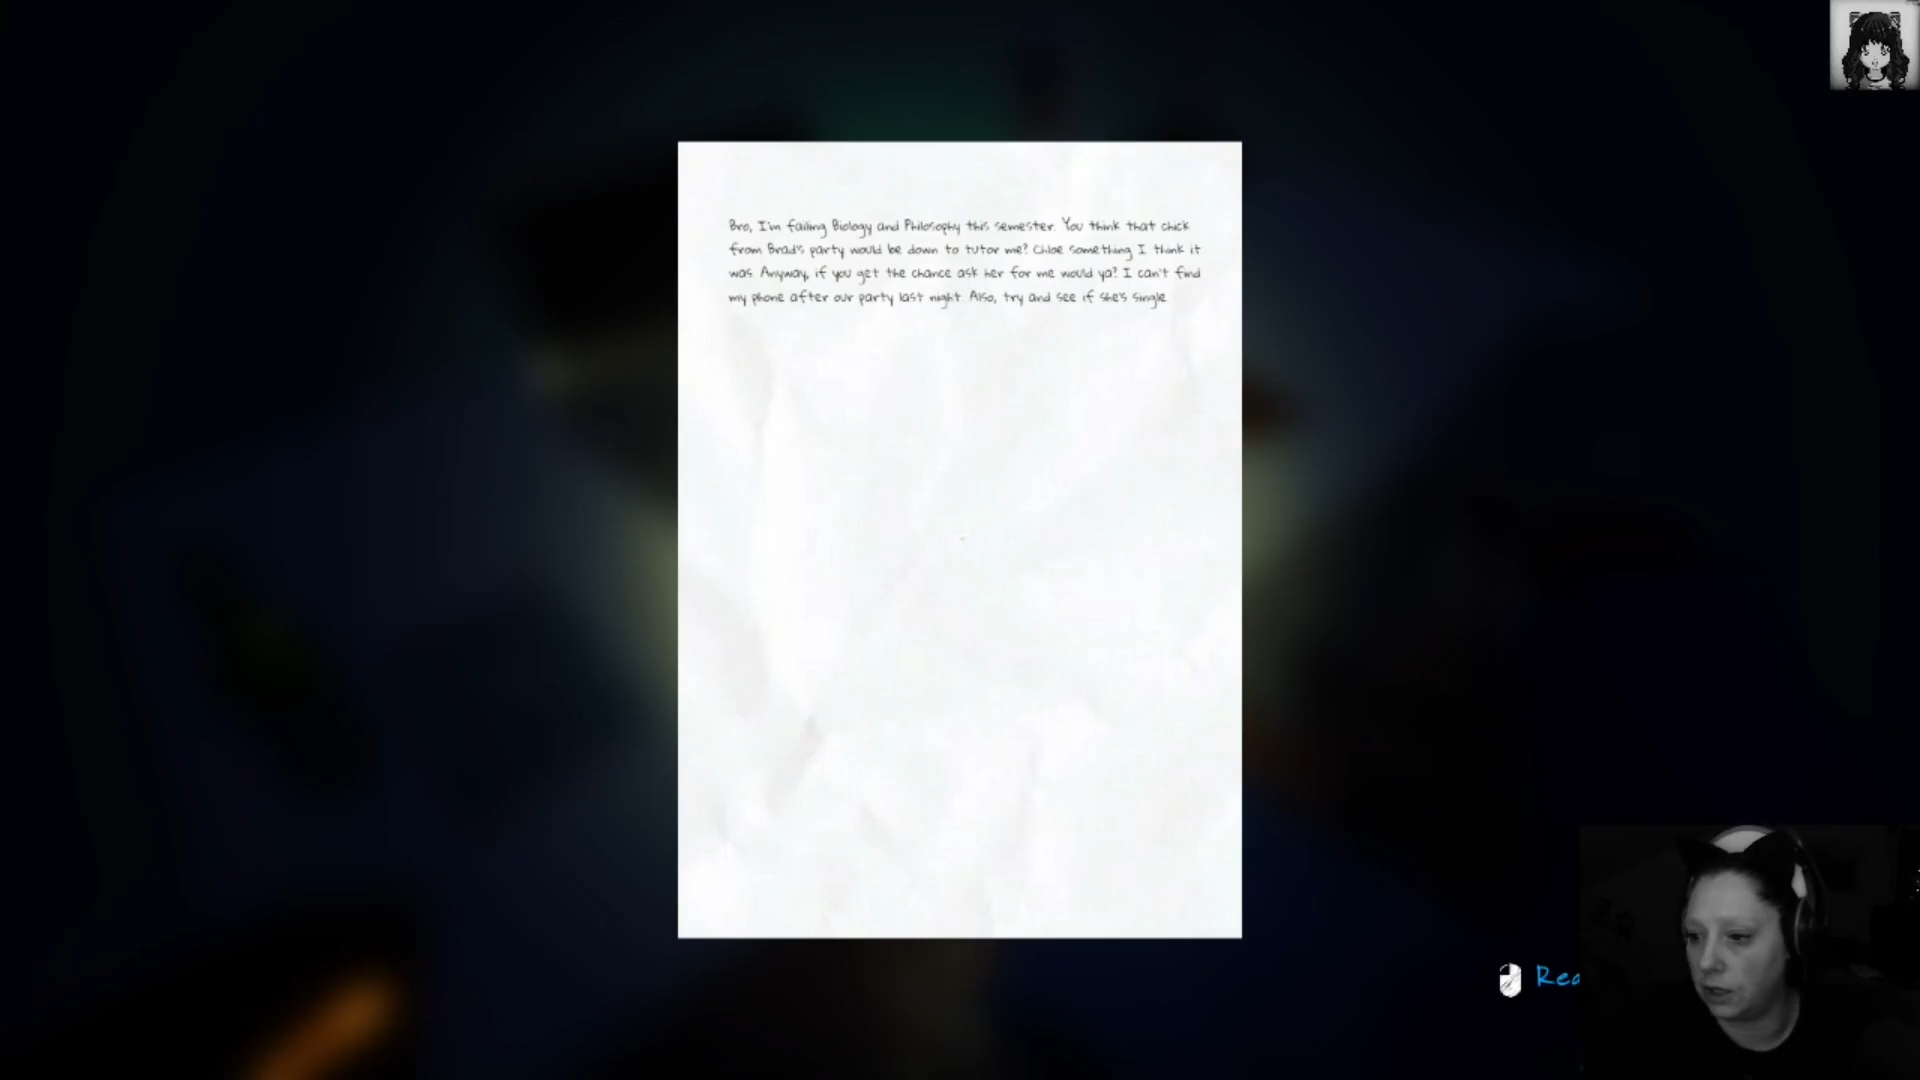 Bro, I'm failing Biology and Philosophy this semester. You think that chick
from Brad's party would be down to tutor me? Chloe something I think it
was. Anyway, if you get the chance ask her for me would ya? I can't find
my phone after our party last night. Also, try and see if she's single.